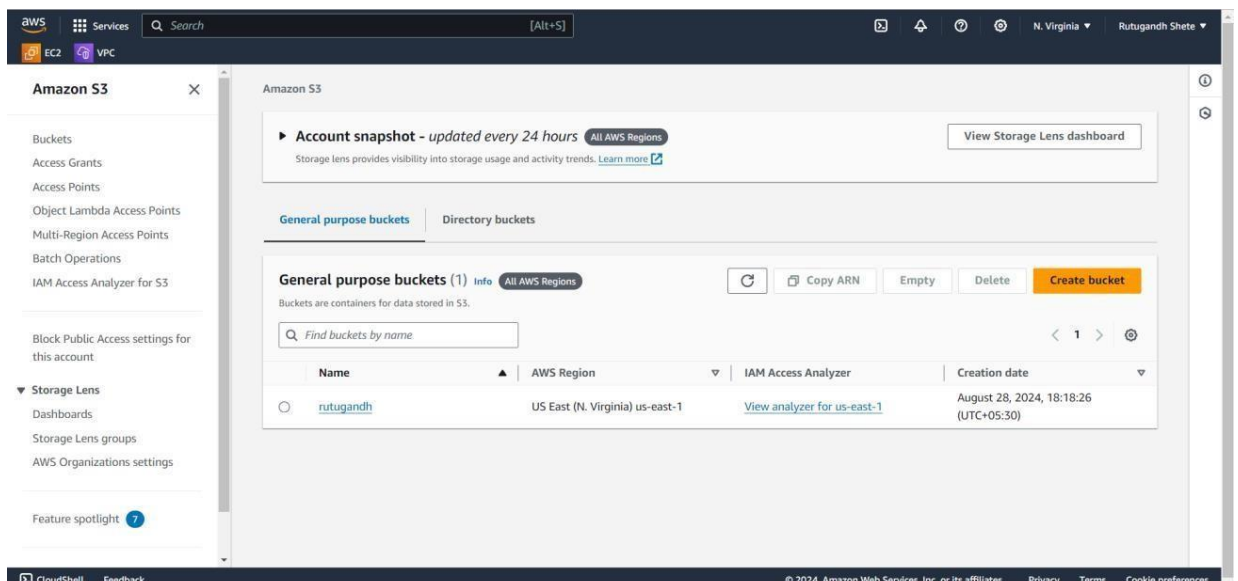 aws Services Search [Alt+S] N. Virginia ▼ Rutugandh Shete ▼
EC2 VPC
Amazon S3
Buckets
Access Grants
Access Points
Object Lambda Access Points
Multi-Region Access Points
Batch Operations
IAM Access Analyzer for S3
Block Public Access settings for
this account
▼ Storage Lens
Dashboards
Storage Lens groups
AWS Organizations settings
Feature spotlight 7
Amazon S3
► Account snapshot - updated every 24 hours All AWS Regions View Storage Lens dashboard
Storage lens provides visibility into storage usage and activity trends. Learn more
General purpose buckets Directory buckets
General purpose buckets (1) Info All AWS Regions Copy ARN Empty Delete Create bucket
Buckets are containers for data stored in S3.
Find buckets by name < 1 >
Name ▲ AWS Region ▽ IAM Access Analyzer Creation date ▽
rutugandh US East (N. Virginia) us-east-1 View analyzer for us-east-1 August 28, 2024, 18:18:26
(UTC+05:30)
CloudShell Feedback © 2024, Amazon Web Services, Inc. or its affiliates. Privacy Terms Cookie preferences